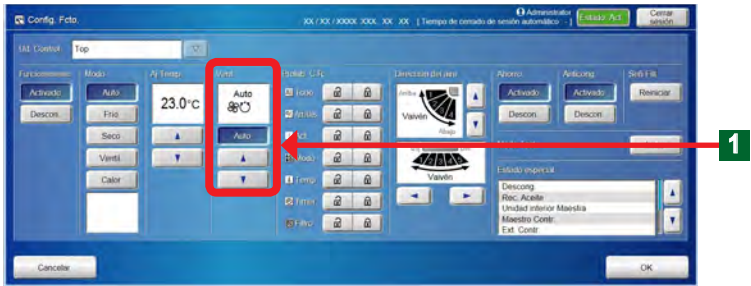 Config. Fcto.
XX / XX / XXXX XXX, XX XX [ Tiempo de cerrado de sesión automático - ]
Administrator
Estado: Act.
Cerrar sesión
Ud. Control
Top
Funcionamiento
Activado
Descon.
Modo
Auto
Frío
Seco
Ventil
Calor
Aj.Temp.
23.0°C
Vent.
Auto
Auto
Todo
Modo
Temp
Timer
Filtro
Dirección del aire
Arriba
Vaivén
Abajo
Vaivén
Ahorro
Activado
Descon.
Anticong.
Activado
Descon.
Reiniciar
Estado especial
Descong.
Rec. Aceite
Unidad interior Maestra
Maestro Contr.
Ext. Contr.
Cancelar
OK
1